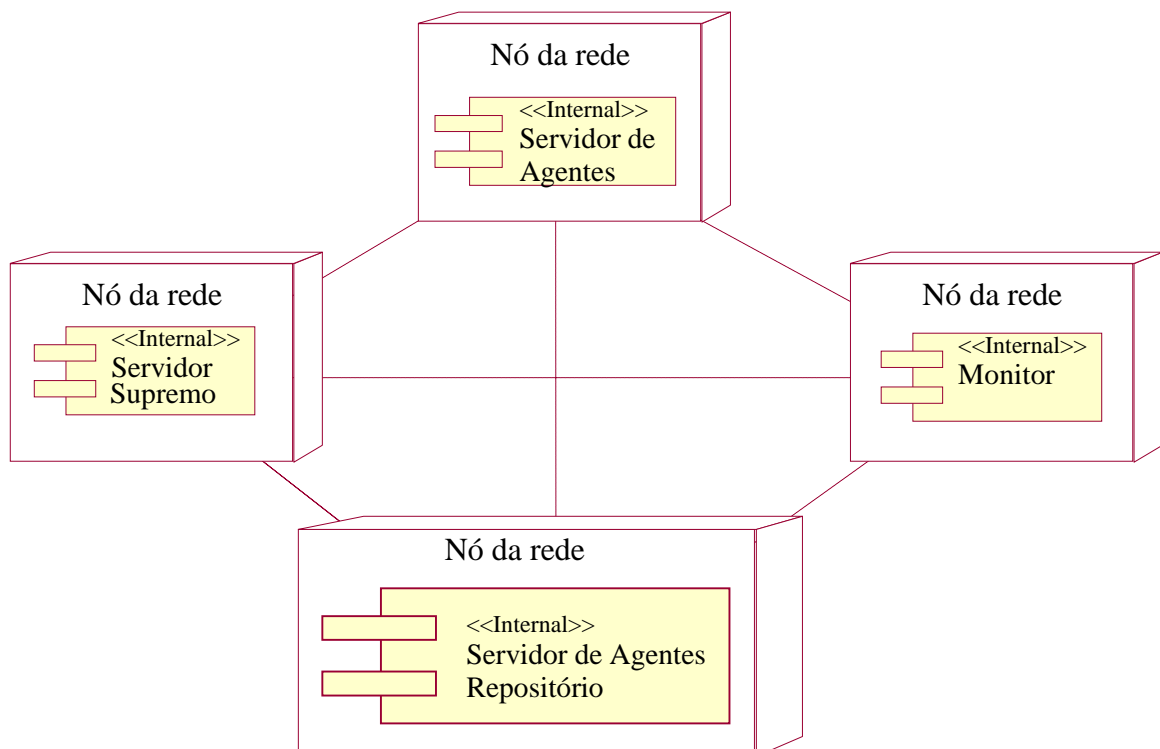 Nó da rede
<<Internal>>
Servidor de
Agentes
Nó da rede
<<Internal>>
Servidor
Supremo
Nó da rede
<<Internal>>
Monitor
Nó da rede
<<Internal>>
Servidor de Agentes
Repositório